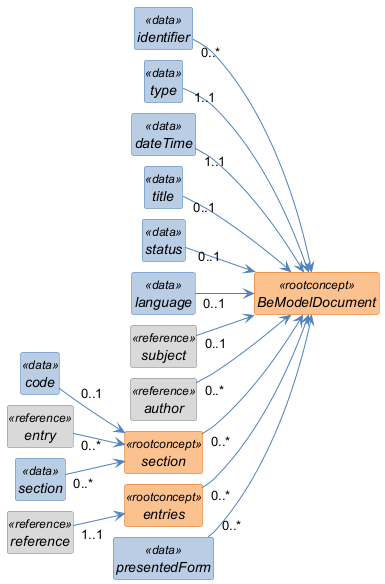 «data»
identifier
0..*
«data»
type
1..1
«data»
dateTime
1..1
«data»
title
0..1
«data»
status
0..1
«rootconcept»
BeModelDocument
«data»
language
0..1
«reference»
subject
0..1
«data»
code
0..1
«reference»
author
0..*
«reference»
entry
0..*
«rootconcept»
section
0..*
«data»
section
0..*
«rootconcept»
entries
0..*
«reference»
reference
1..1
«data»
presentedForm
0..*